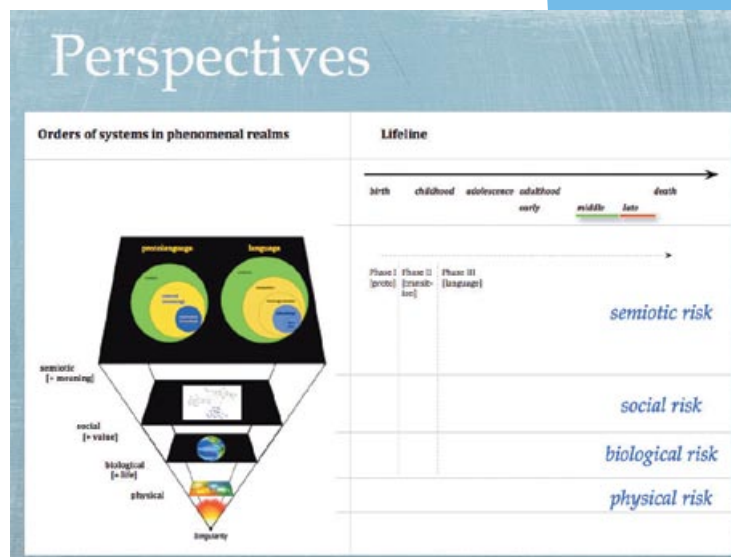 Perspectives
Orders of systems in phenomenal realms
Lifeline
birth childhood adolescence adulthood death
early middle late
protolanguage language
Phase I Phase II Phase III
[proto] [transit-
ion] [language]
semiotic risk
semiotic
[+ meaning]
social risk
social
[+ value]
biological risk
biological
[+ life]
physical risk
physical
Singularity